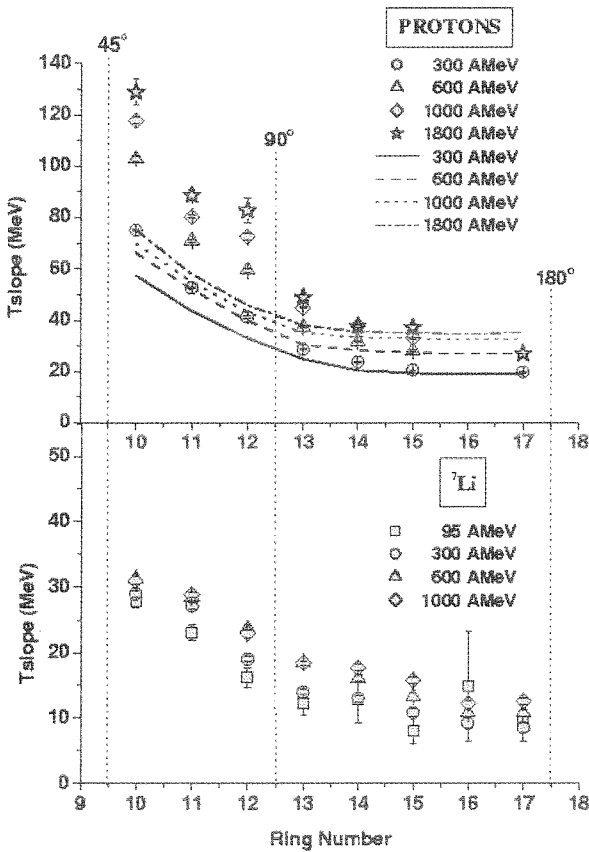 PROTONS
45°
300 AMeV
600 AMeV
1000 AMeV
1800 AMeV
300 AMeV
600 AMeV
1000 AMeV
1800 AMeV
90°
180°
Tslope (MeV)
140
120
100
80
60
40
20
0
10 11 12 13 14 15 16 17 18
⁷Li
95 AMeV
300 AMeV
600 AMeV
1000 AMeV
Tslope (MeV)
50
40
30
20
10
0
9 10 11 12 13 14 15 16 17 18
Ring Number